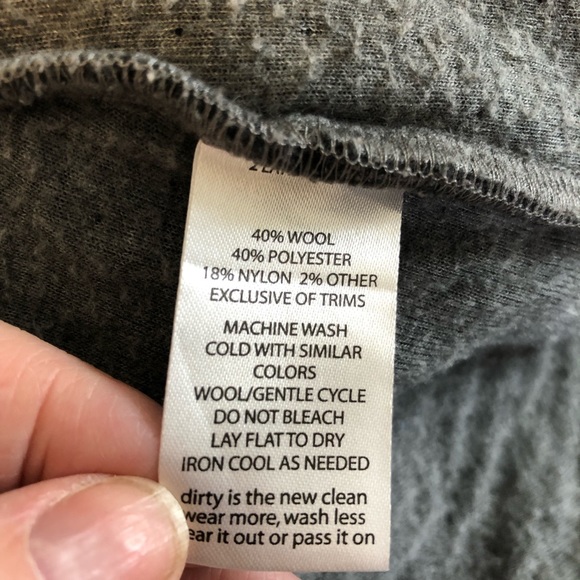 40% WOOL
40% POLYESTER
18% NYLON 2% OTHER
EXCLUSIVE OF TRIMS
MACHINE WASH
COLD WITH SIMILAR
COLORS
WOOL/GENTLE CYCLE
DO NOT BLEACH
LAY FLAT TO DRY
IRON COOL AS NEEDED
dirty is the new clean
wear more, wash less
ear it out or pass it on